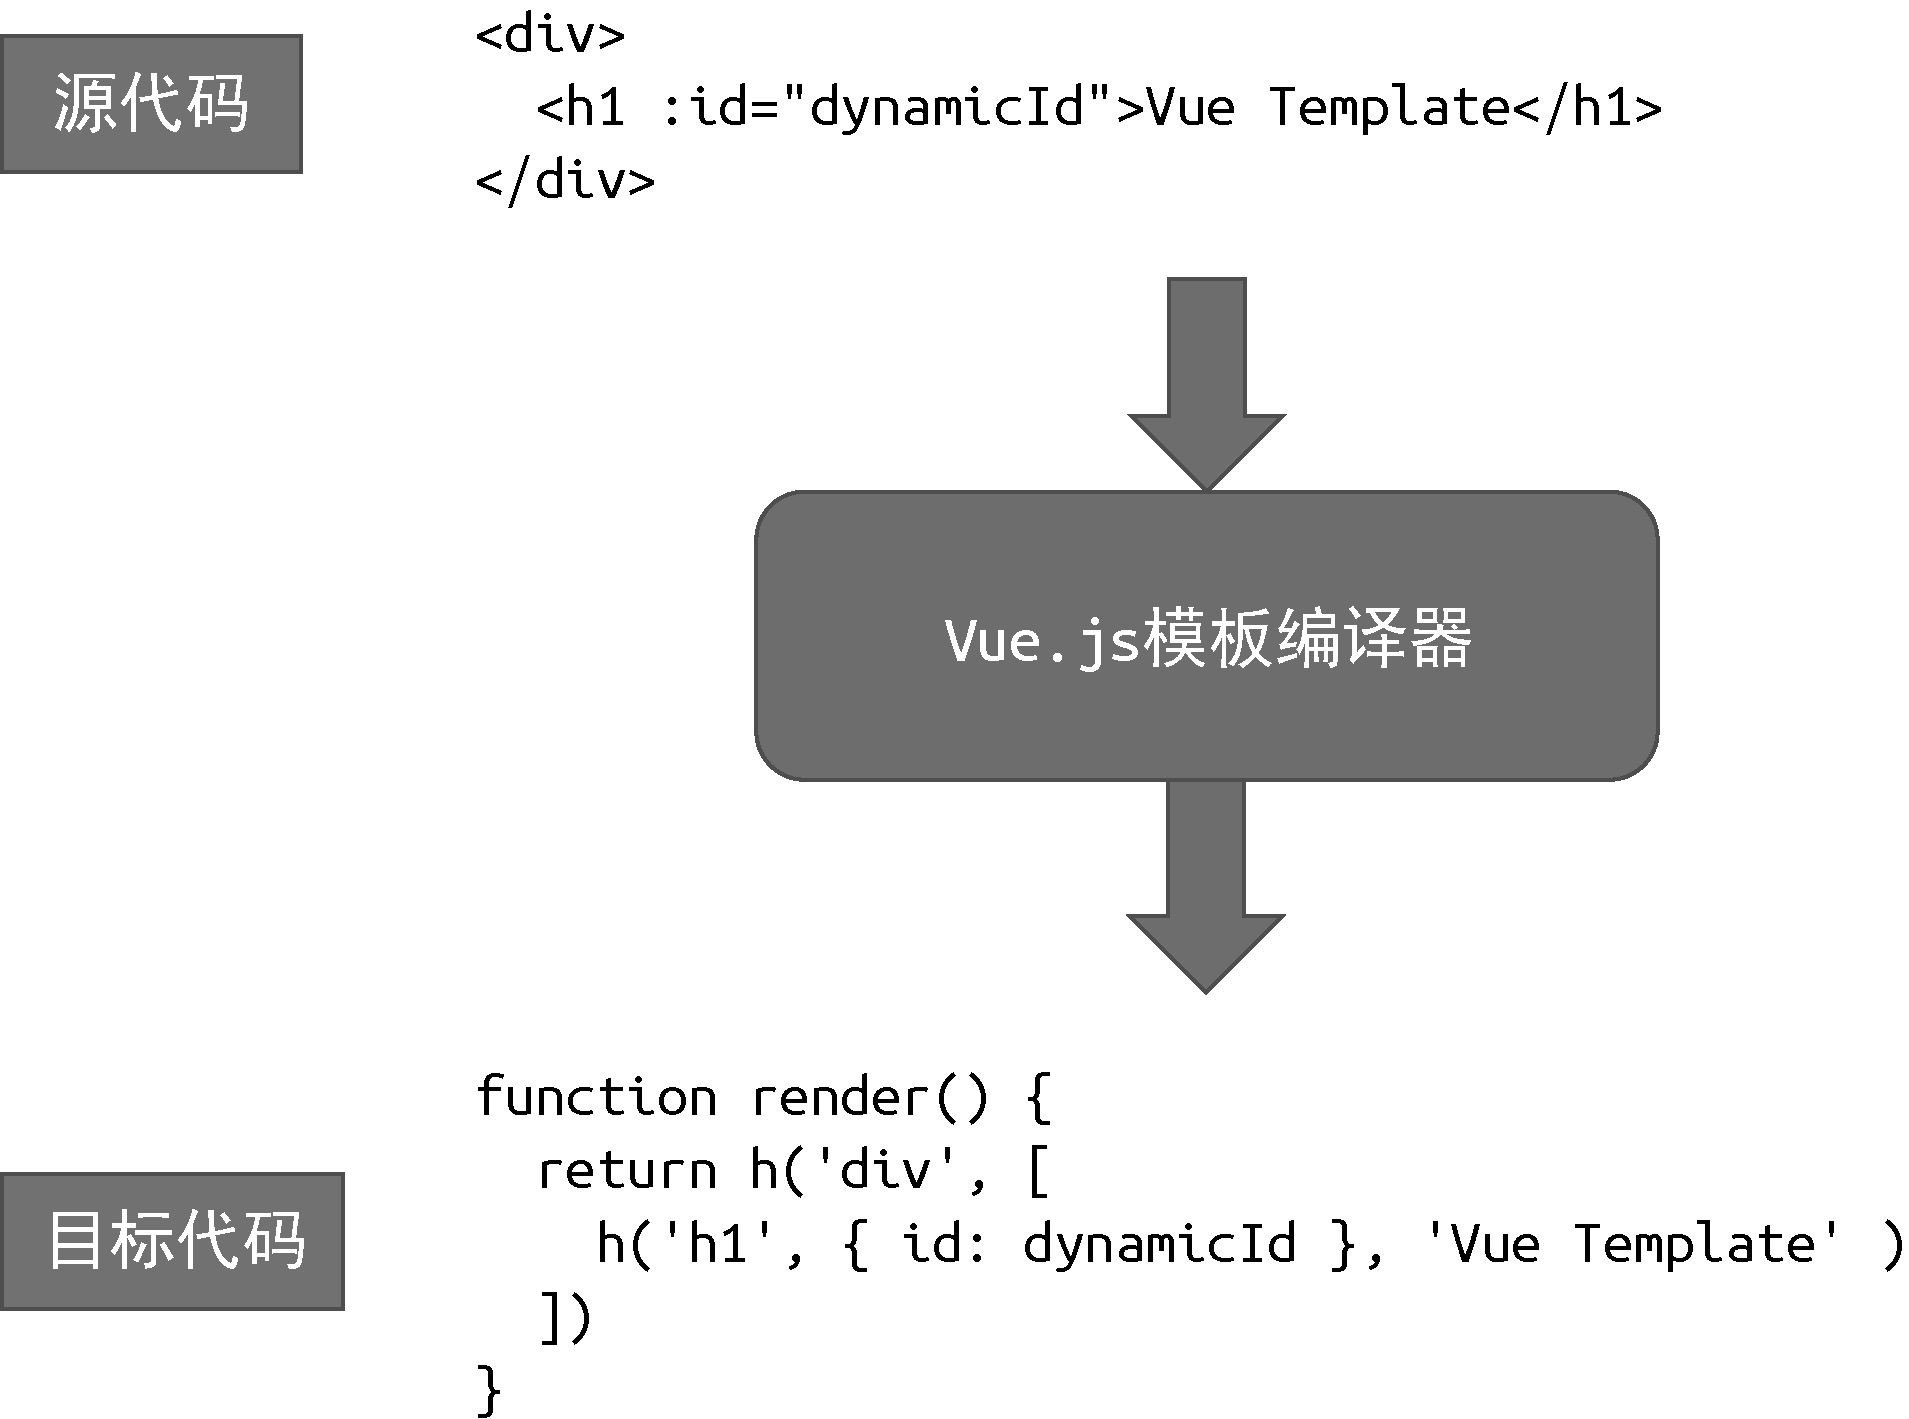 <div>
源代码
  <h1 :id="dynamicId">Vue Template</h1>
</div>
Vue.js模板编译器
function render() {
  return h('div', [
目标代码
    h('h1', { id: dynamicId }, 'Vue Template' )
  ])
}